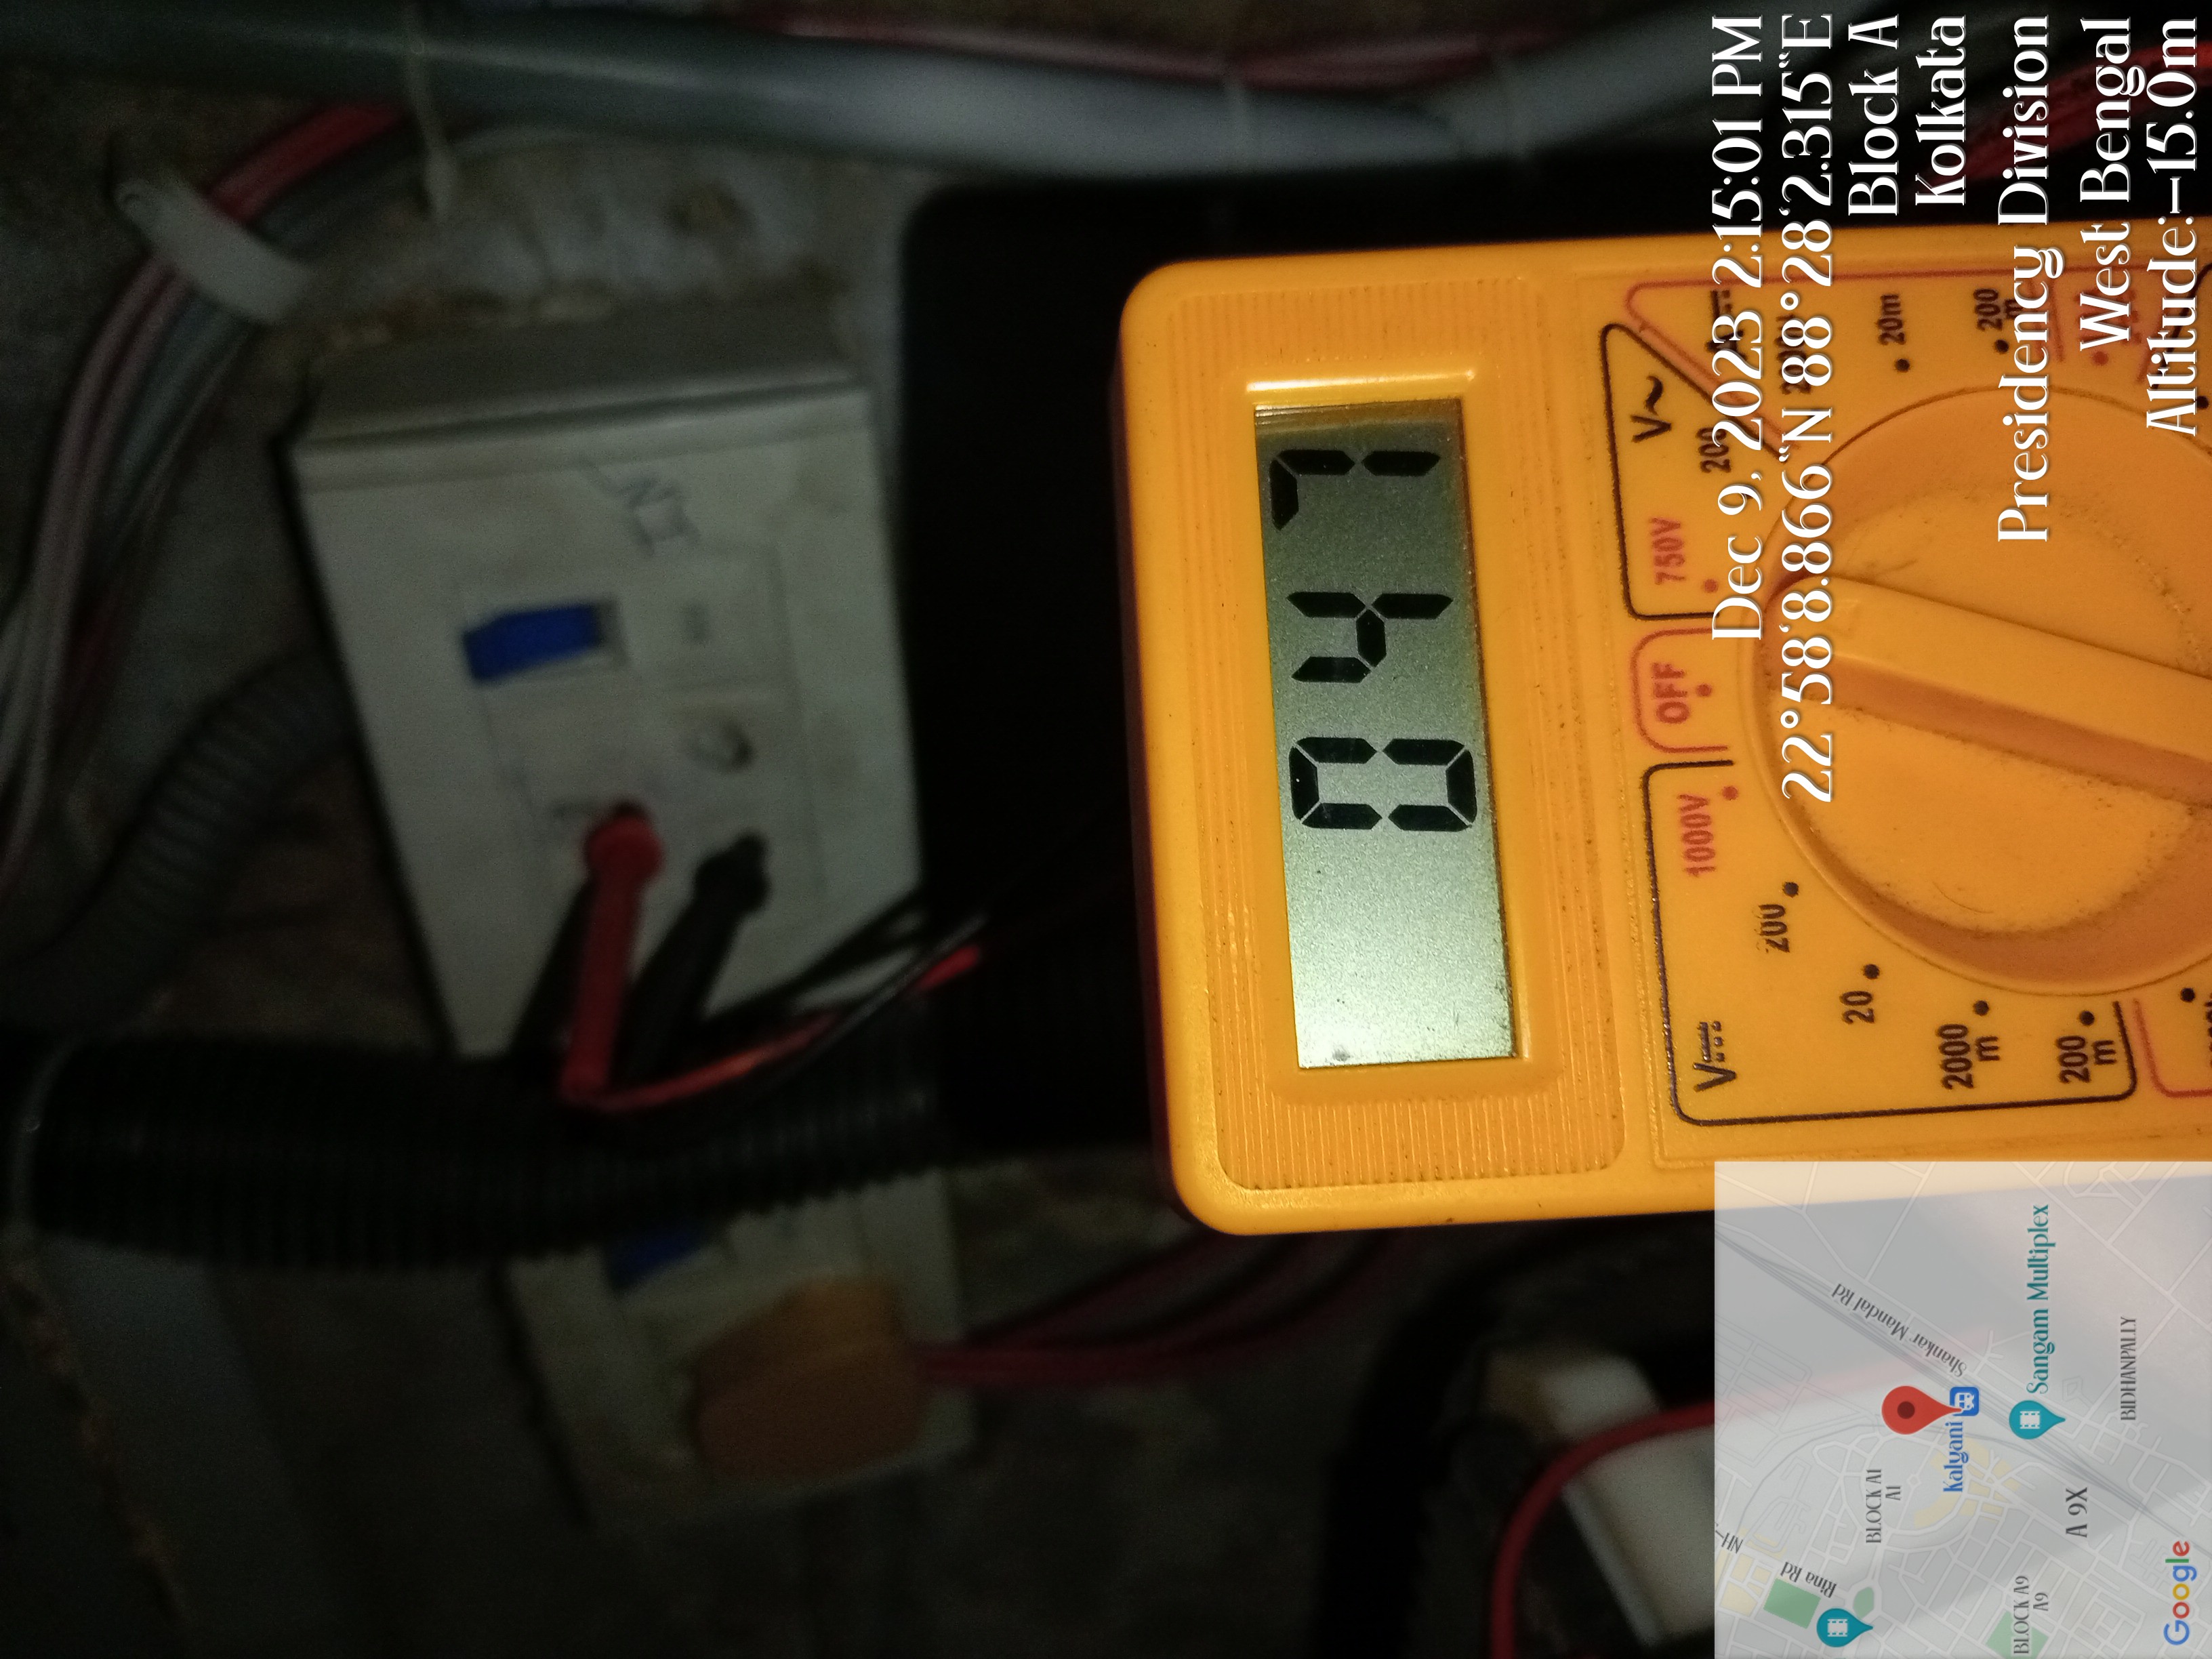 IN
047
V
1000V
OFF
750V
V~
200
200
20
2000
m
200
m
20m
200
m
Dec 9, 2023 2:15:01 PM
22°58'8.866"N 88°28'2.315"E
Block A
Kolkata
Presidency Division
West Bengal
Altitude:-15.0m
Rina Rd
BLOCK A1
A1
Shankar Mandal Rd
Kalyani
BLOCK A9
A9
Sangam Multiplex
A 9X
BIDHANPALLY
Google